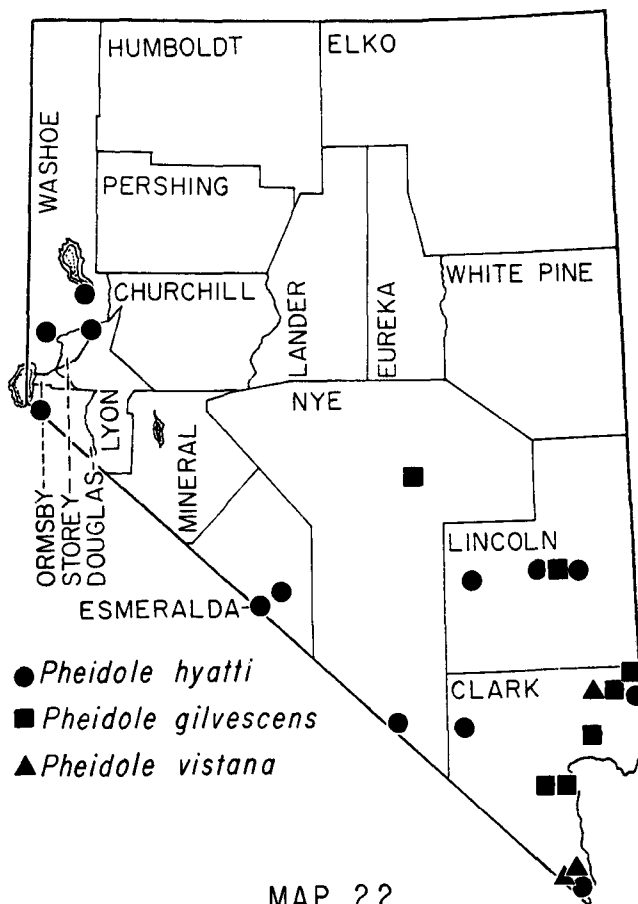 HUMBOLDT
ELKO
WASHOE
PERSHING
CHURCHILL
LANDER
EUREKA
WHITE PINE
LYON
NYE
MINERAL
ORMSBY
STOREY
DOUGLAS
LINCOLN
ESMERALDA
CLARK
Pheidole hyatti
Pheidole gilvescens
Pheidole vistana
MAP 22